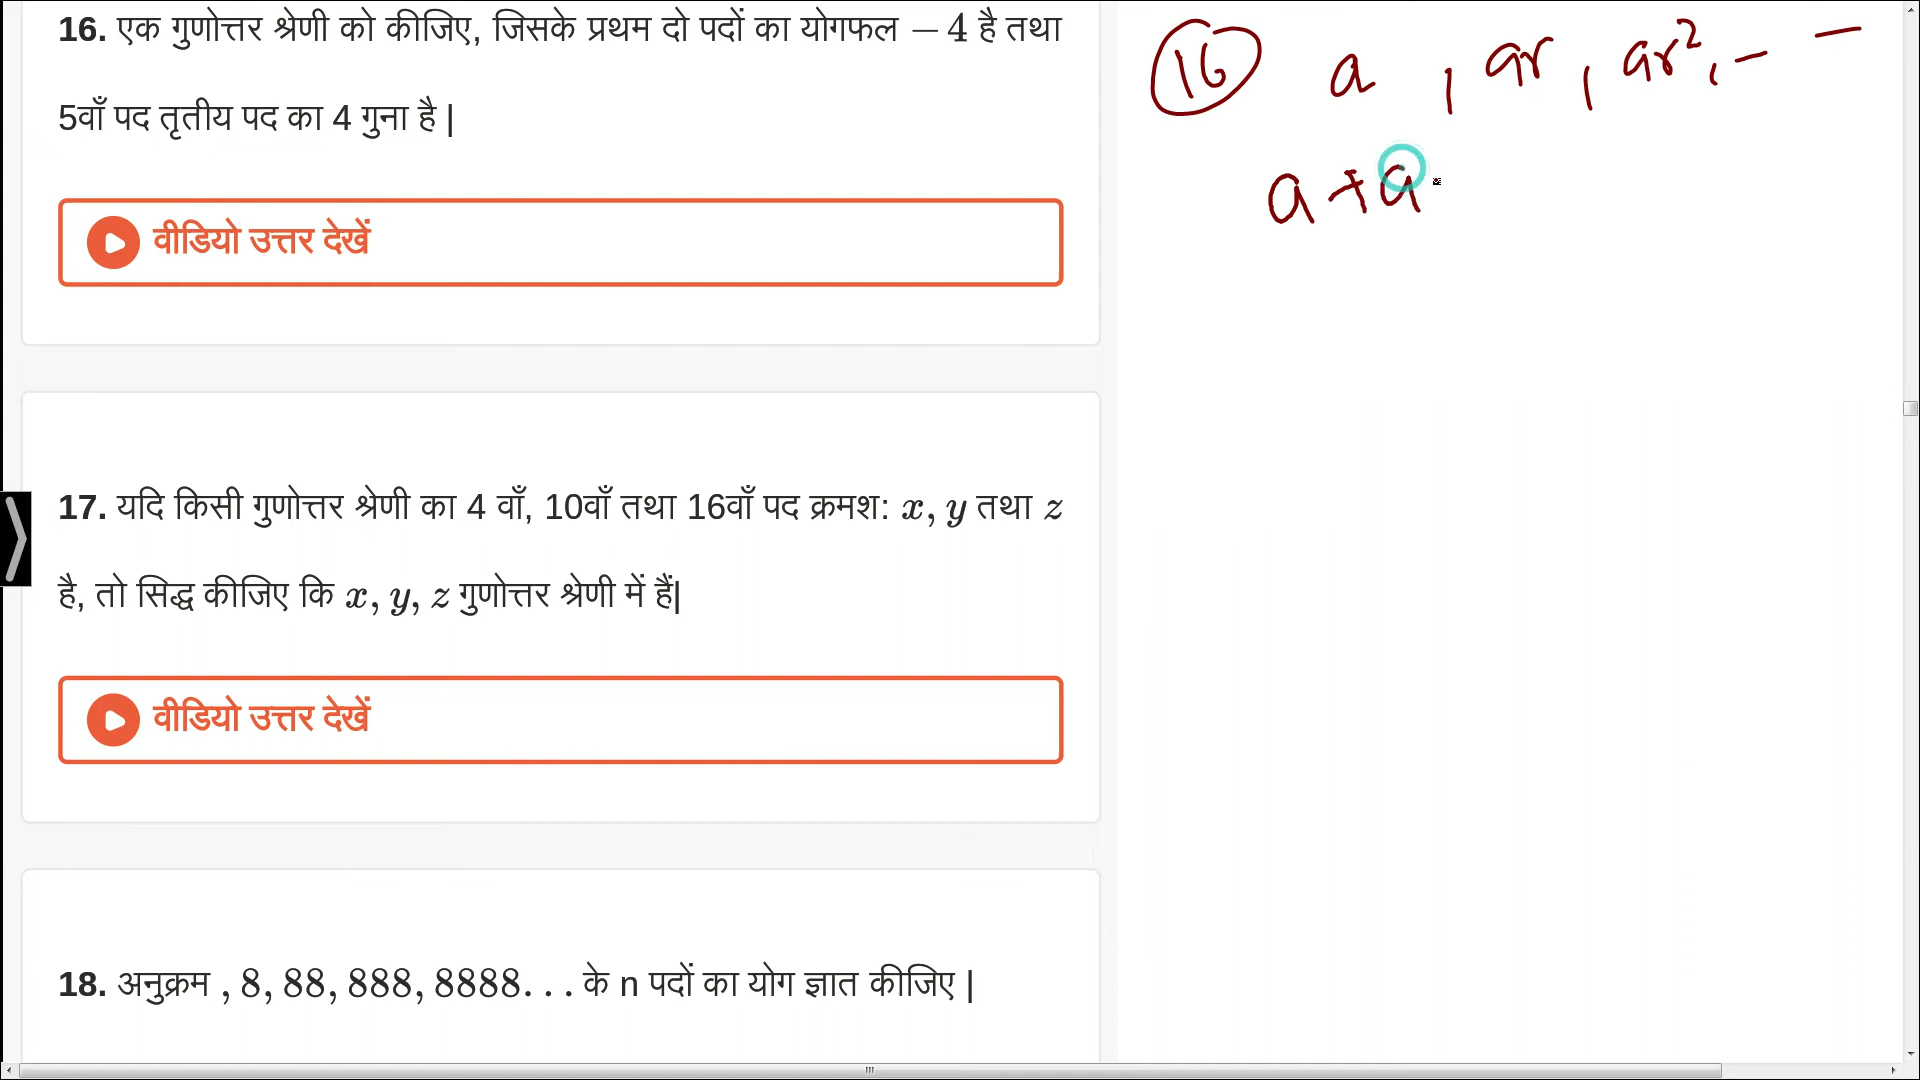 16. एक गुणोत्तर श्रेणी को कीजिए, जिसके प्रथम दो पदों का योगफल − 4 है तथा
5वाँ पद तृतीय पद का 4 गुना है |
वीडियो उत्तर देखें
17. यदि किसी गुणोत्तर श्रेणी का 4 वाँ, 10वाँ तथा 16वाँ पद क्रमश: x, y तथा z
है, तो सिद्ध कीजिए कि x, y, z गुणोत्तर श्रेणी में हैं|
वीडियो उत्तर देखें
18. अनुक्रम , 8, 88, 888, 8888. . . के n पदों का योग ज्ञात कीजिए |
16 a , ar , ar², - -
a + a